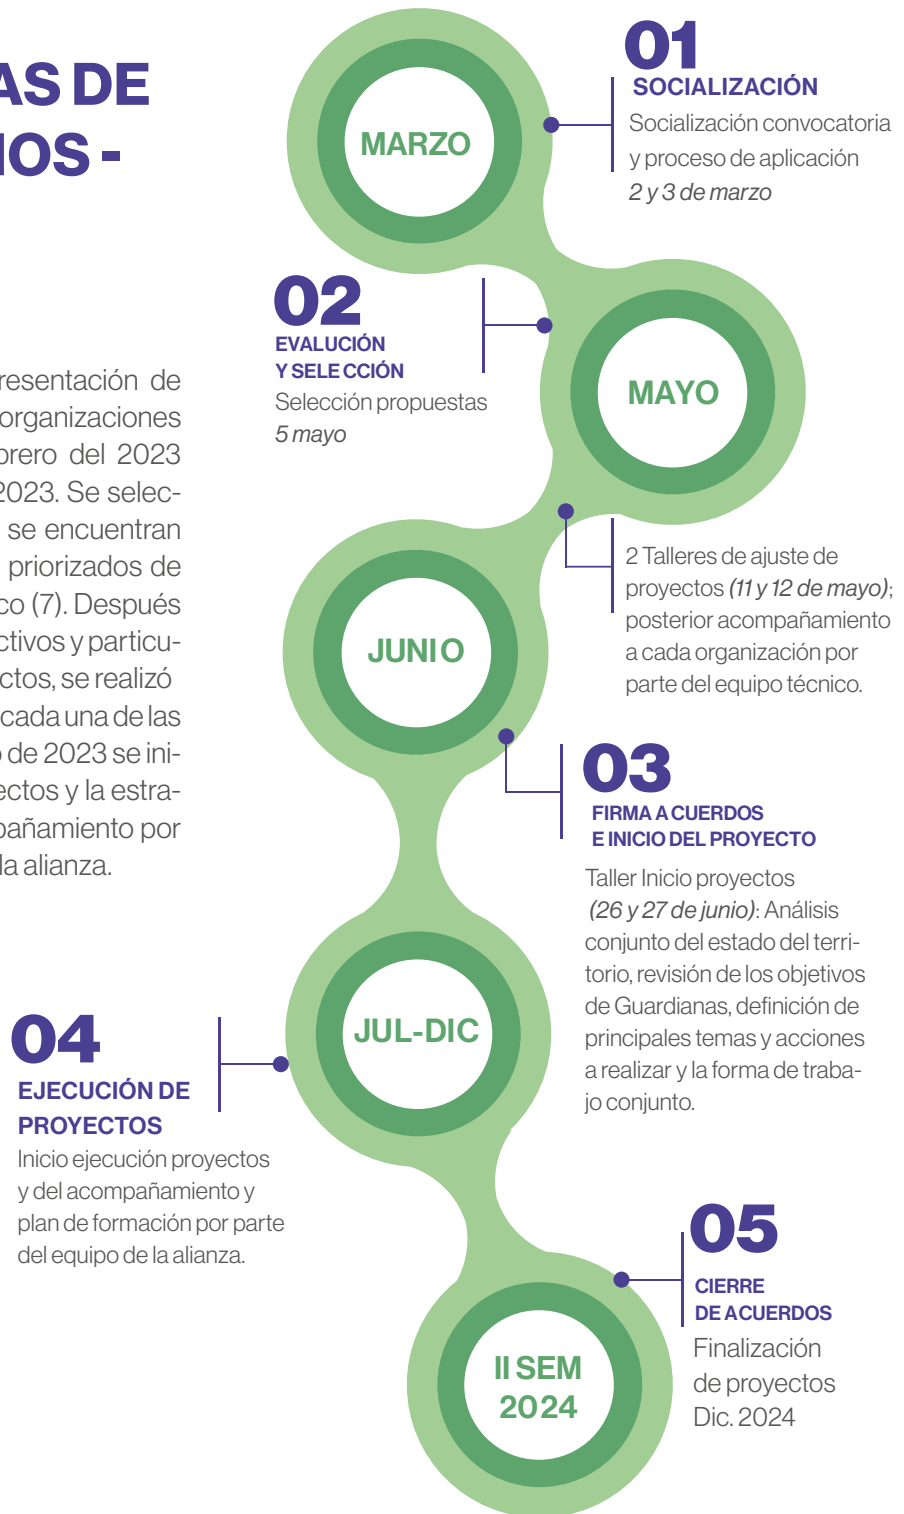 AS DE
IOS -
resentación de
organizaciones
brero del 2023
2023. Se selec-
se encuentran
priorizados de
co (7). Después
ctivos y particu-
ctos, se realizó
cada una de las
o de 2023 se ini-
ectos y la estra-
pañamiento por
la alianza.
MARZO
01
SOCIALIZACIÓN
Socialización convocatoria
y proceso de aplicación
2 y 3 de marzo
02
EVALUCIÓN
Y SELE CCIÓN
Selección propuestas
5 mayo
MAYO
2 Talleres de ajuste de
proyectos (11 y 12 de mayo);
posterior acompañamiento
a cada organización por
parte del equipo técnico.
JUNIO
03
FIRMA A CUERDOS
E INICIO DEL PROYECTO
Taller Inicio proyectos
(26 y 27 de junio): Análisis
conjunto del estado del terri-
torio, revisión de los objetivos
de Guardianas, definición de
principales temas y acciones
a realizar y la forma de traba-
jo conjunto.
JUL-DIC
04
EJECUCIÓN DE
PROYECTOS
Inicio ejecución proyectos
y del acompañamiento y
plan de formación por parte
del equipo de la alianza.
05
CIERRE
DE ACUERDOS
Finalización
de proyectos
Dic. 2024
II SEM
2024